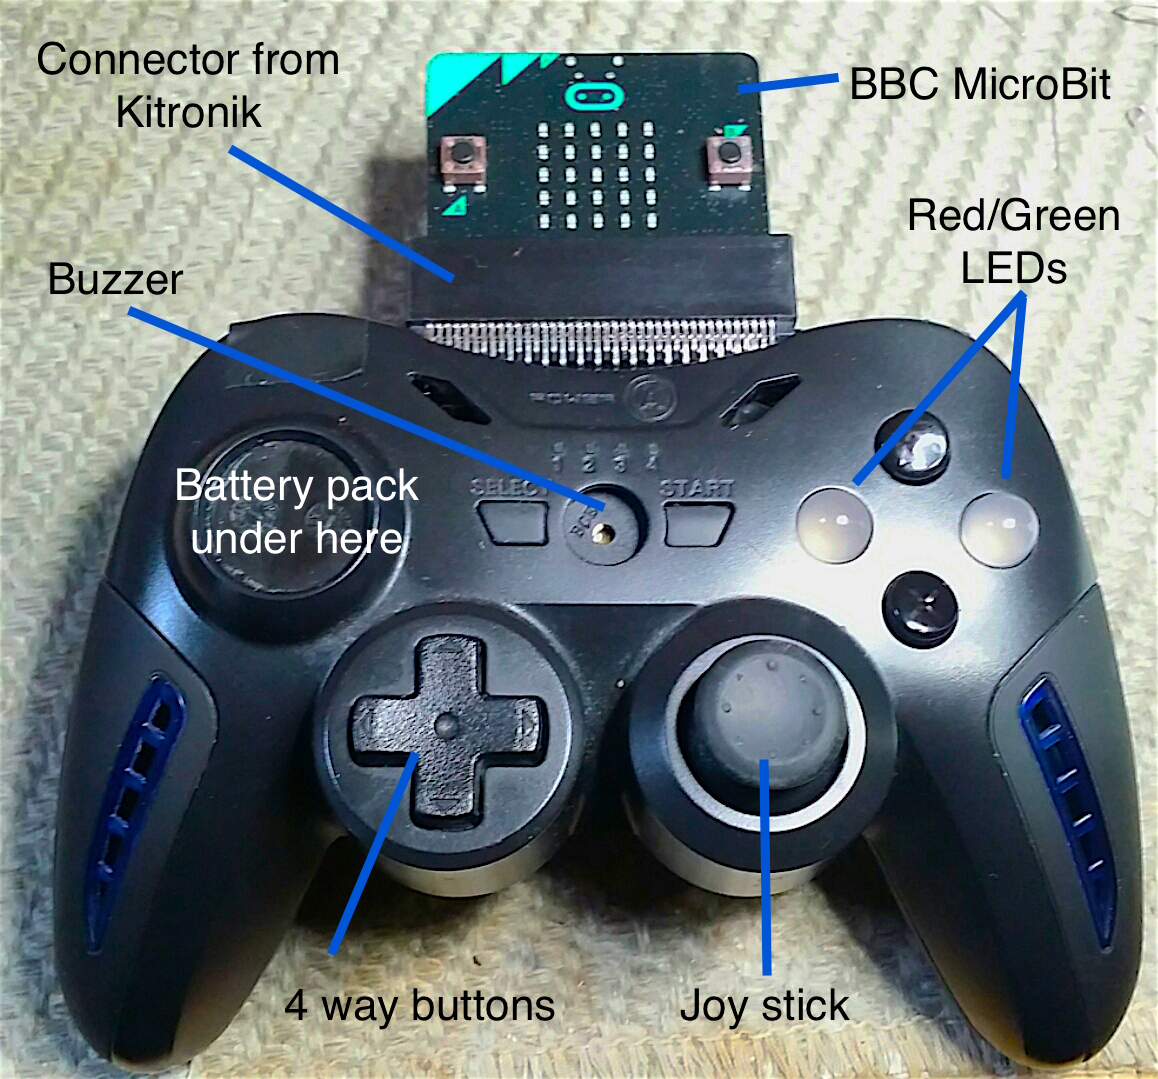 Connector from
Kitronik
BBC MicroBit
A
Red/Green
LEDs
Buzzer
POWER
1 2 3 4
SELECT
START
Battery pack
under here
4 way buttons
Joy stick